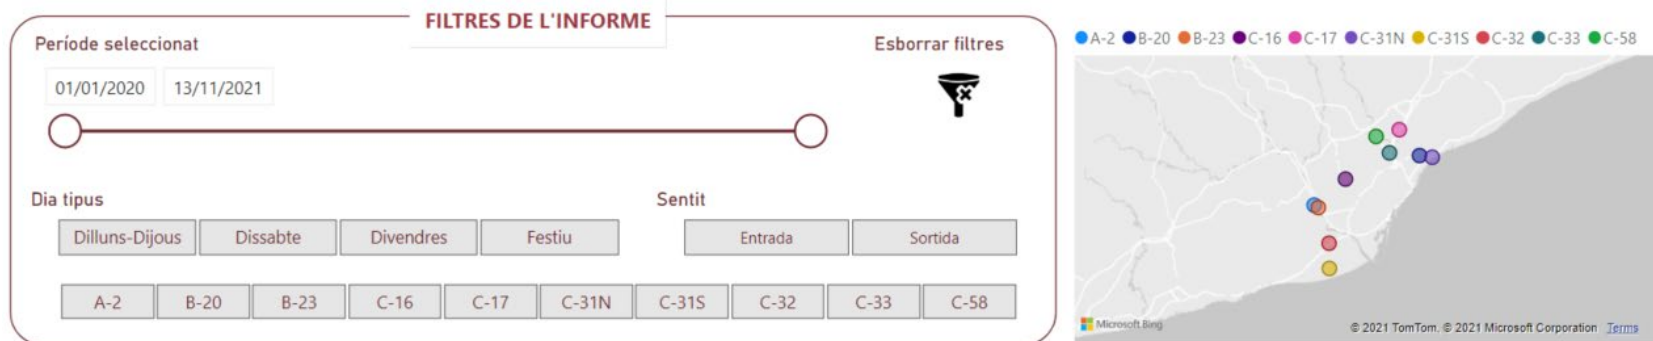 FILTRES DE L'INFORME
Període seleccionat
Esborrar filtres
01/01/2020 13/11/2021
Dia tipus
Sentit
Dilluns-Dijous Dissabte Divendres Festiu
Entrada Sortida
A-2 B-20 B-23 C-16 C-17 C-31N C-31S C-32 C-33 C-58
A-2 B-20 B-23 C-16 C-17 C-31N C-31S C-32 C-33 C-58
Microsoft Bing
© 2021 TomTom, © 2021 Microsoft Corporation Terms